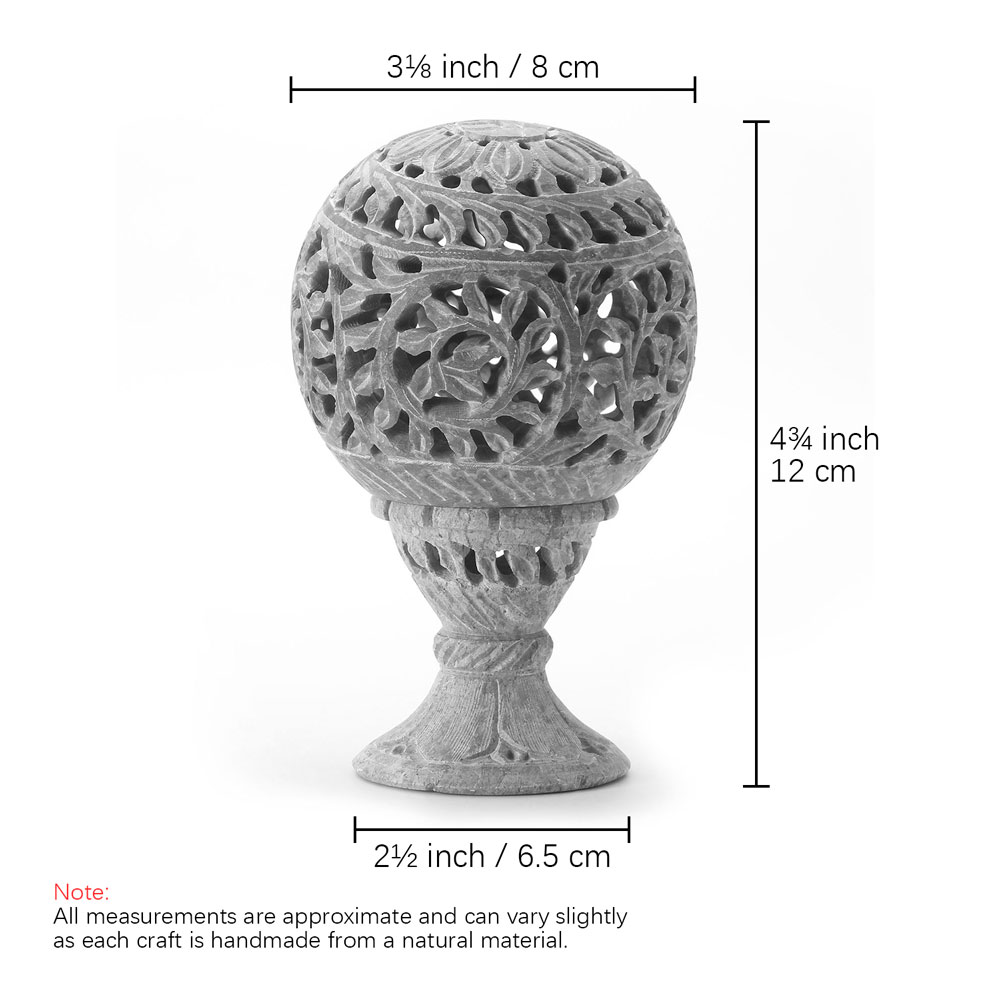 3⅛ inch / 8 cm
4¾ inch
12 cm
2½ inch / 6.5 cm
Note:
All measurements are approximate and can vary slightly
as each craft is handmade from a natural material.